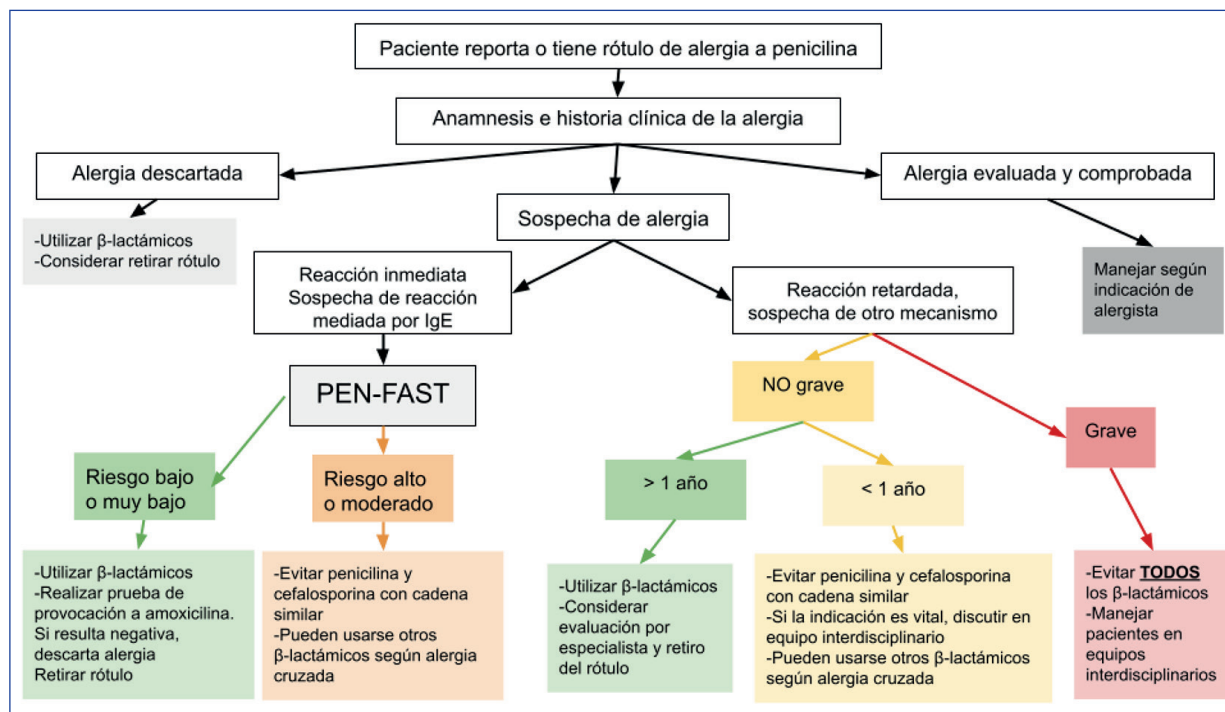 Paciente reporta o tiene rótulo de alergia a penicilina
Anamnesis e historia clínica de la alergia
Alergia descartada
Alergia evaluada y comprobada
Sospecha de alergia
-Utilizar β-lactámicos
-Considerar retirar rótulo
Manejar según
indicación de
alergista
Reacción inmediata
Sospecha de reacción
mediada por IgE
Reacción retardada,
sospecha de otro mecanismo
PEN-FAST
NO grave
Grave
Riesgo bajo
o muy bajo
Riesgo alto
o moderado
> 1 año
< 1 año
-Utilizar β-lactámicos
-Realizar prueba de
provocación a amoxicilina.
Si resulta negativa,
descarta alergia
Retirar rótulo
-Evitar penicilina y
cefalosporina con cadena
similar
-Pueden usarse otros
β-lactámicos según alergia
cruzada
-Utilizar β-lactámicos
-Considerar
evaluación por
especialista y retiro
del rótulo
-Evitar penicilina y cefalosporina
con cadena similar
-Si la indicación es vital, discutir en
equipo interdisciplinario
-Pueden usarse otros β-lactámicos
según alergia cruzada
-Evitar TODOS
los β-lactámicos
-Manejar
pacientes en
equipos
interdisciplinarios